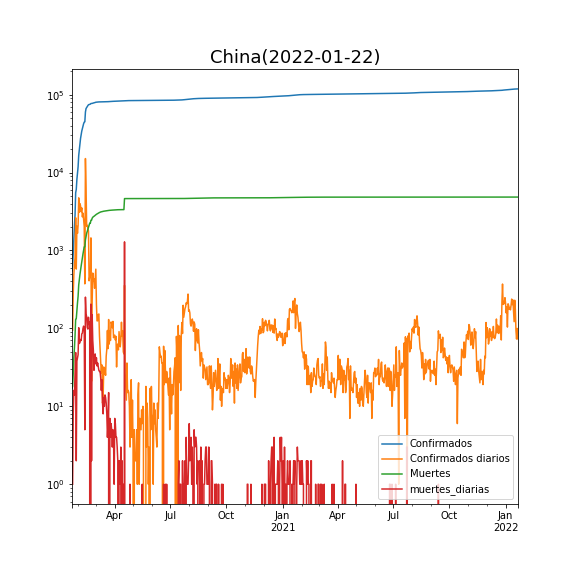 China(2022-01-22)
10^5
10^4
10^3
10^2
10^1
10^0
Apr
Jul
Oct
Jan
2021
Apr
Jul
Oct
Jan
2022
Confirmados
Confirmados diarios
Muertes
muertes_diarias